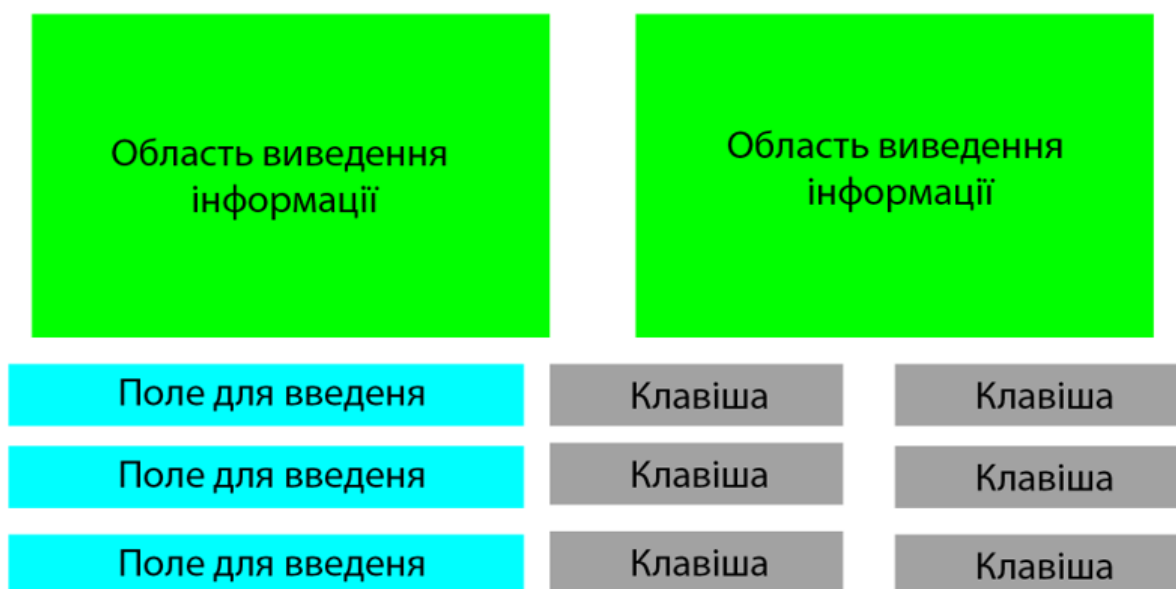 Область виведення
інформації
Область виведення
інформації
Поле для введеня
Клавіша
Клавіша
Поле для введеня
Клавіша
Клавіша
Поле для введеня
Клавіша
Клавіша